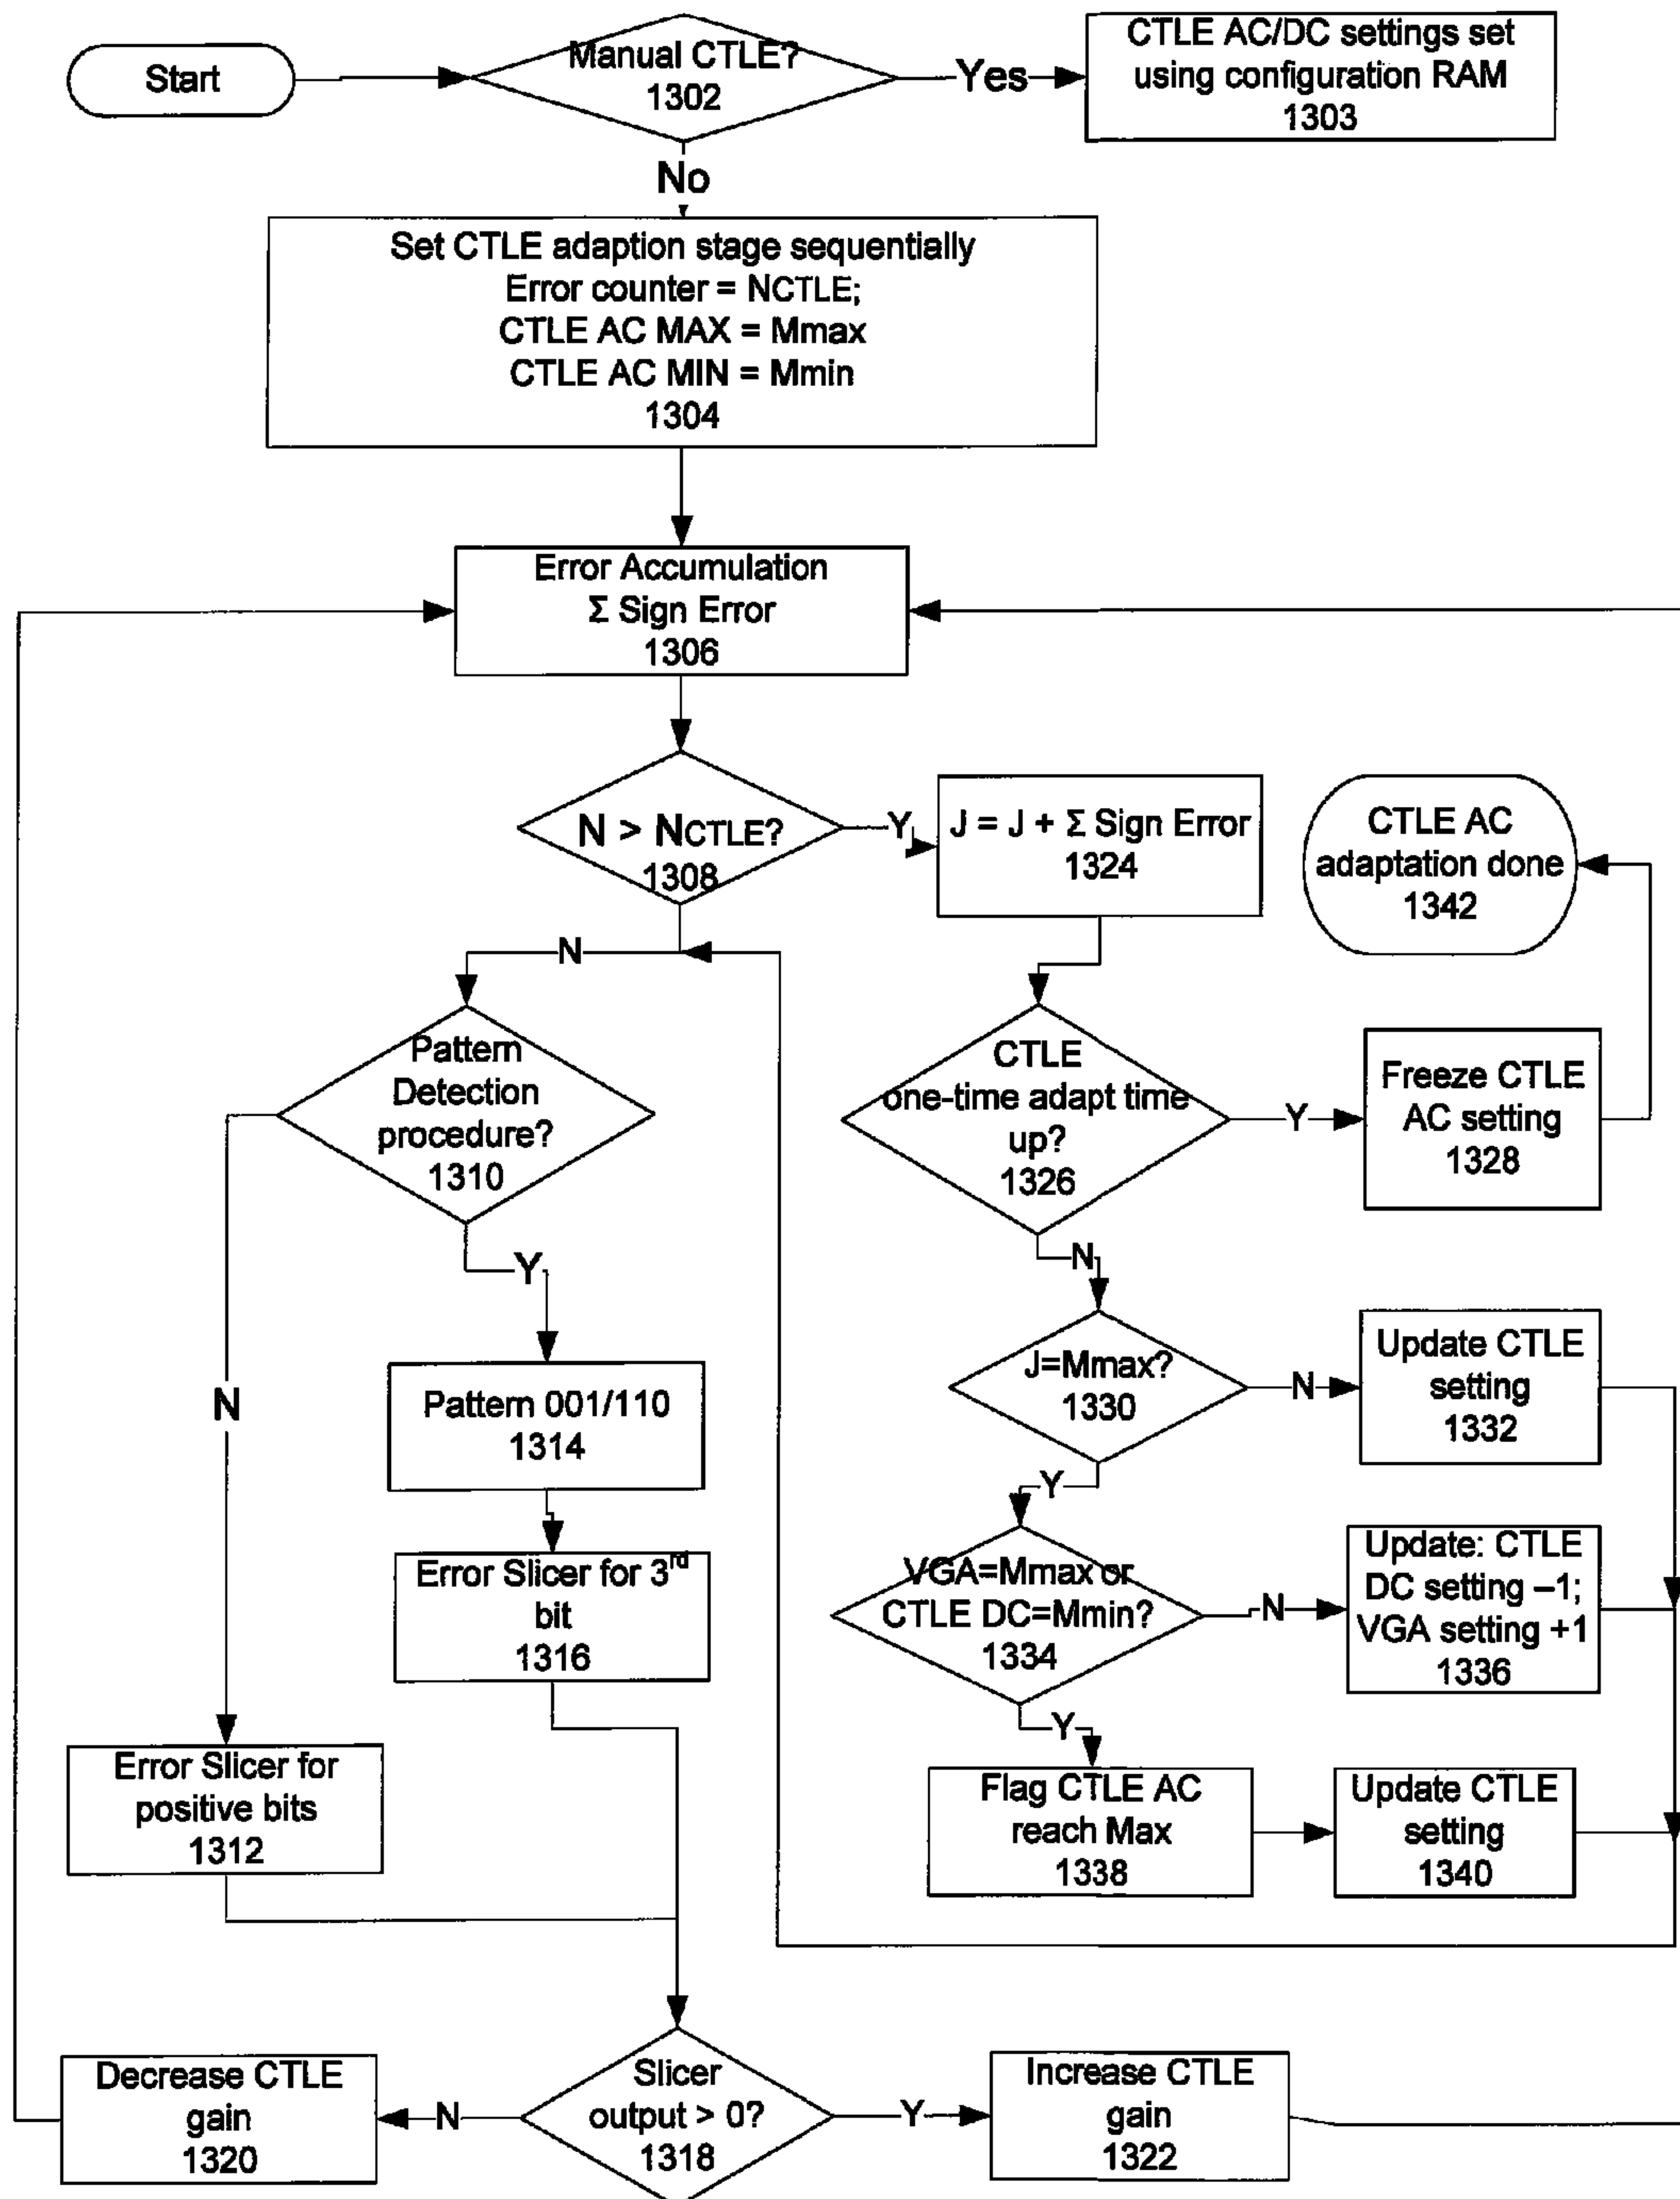 Start
Manual CTLE?
1302
Yes
CTLE AC/DC settings set
using configuration RAM
1303
No
Set CTLE adaption stage sequentially
Error counter = NCTLE;
CTLE AC MAX = Mmax
CTLE AC MIN = Mmin
1304
Error Accumulation
Σ Sign Error
1306
N > NCTLE?
1308
Y
J = J + Σ Sign Error
1324
CTLE AC
adaptation done
1342
N
Pattern
Detection
procedure?
1310
CTLE
one-time adapt time
up?
1326
Y
Freeze CTLE
AC setting
1328
Y
N
N
Pattern 001/110
1314
J=Mmax?
1330
N
Update CTLE
setting
1332
Y
Error Slicer for 3rd
bit
1316
VGA=Mmax or
CTLE DC=Mmin?
1334
N
Update: CTLE
DC setting –1;
VGA setting +1
1336
Y
Error Slicer for
positive bits
1312
Flag CTLE AC
reach Max
1338
Update CTLE
setting
1340
Decrease CTLE
gain
1320
N
Slicer
output > 0?
1318
Y
Increase CTLE
gain
1322